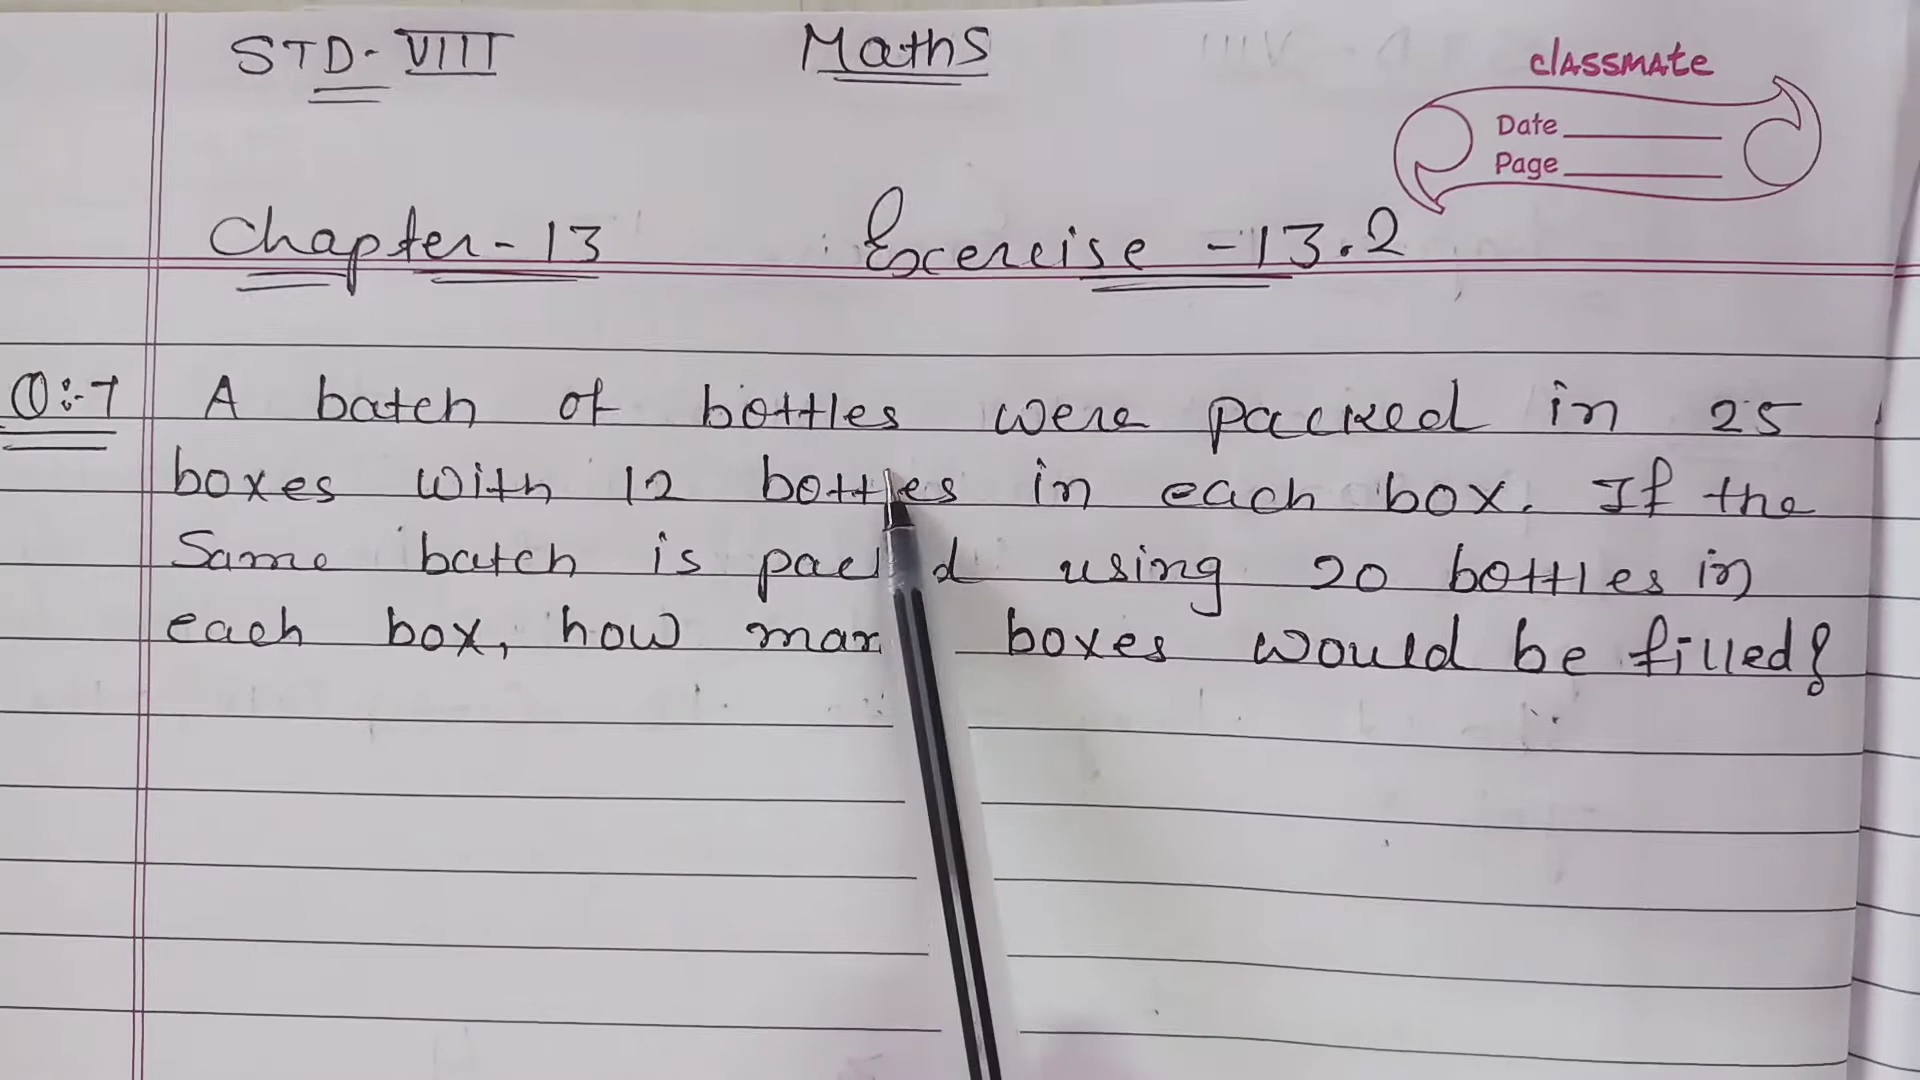 STD-VIII Maths
classmate
Date
Page
Chapter-13 Exercise -13.2
Q:-7 A batch of bottles were packed in 25
boxes with 12 bottles in each box. If the
Same batch is using 20 bottles in
each box, how boxes would be filled?